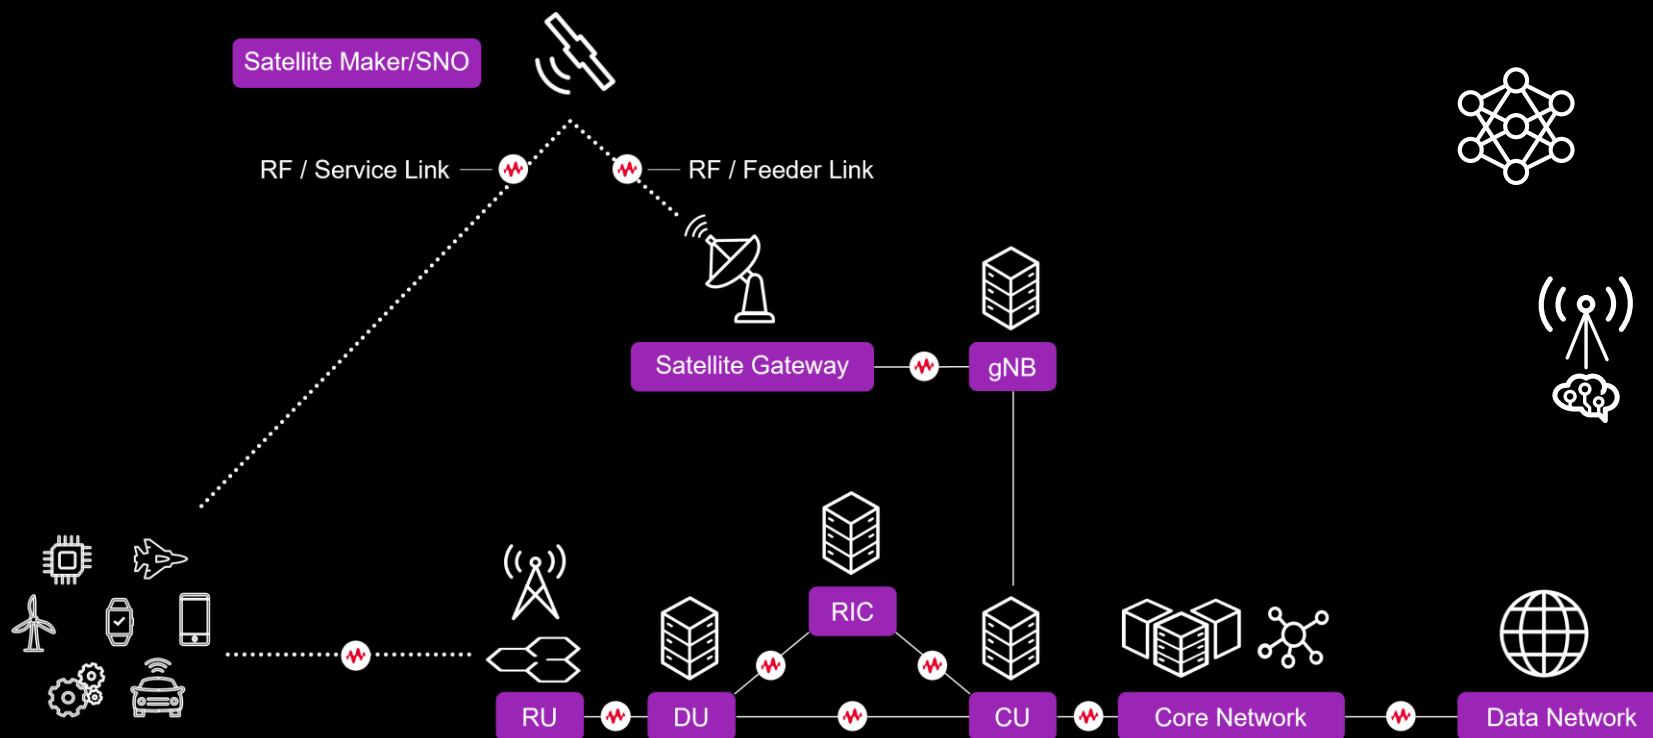 Satellite Maker/SNO
RF / Service Link
RF / Feeder Link
Satellite Gateway
gNB
RIC
RU
DU
CU
Core Network
Data Network